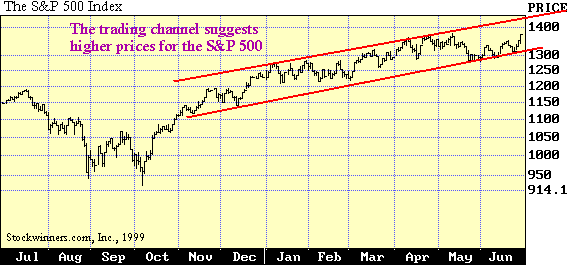 The S&P 500 Index
PRICE
The trading channel suggests
higher prices for the S&P 500
1400
1300
1250
1200
1150
1100
1050
1000
950
914.1
Stockwinners.com, Inc., 1999
Jul Aug Sep Oct Nov Dec Jan Feb Mar Apr May Jun